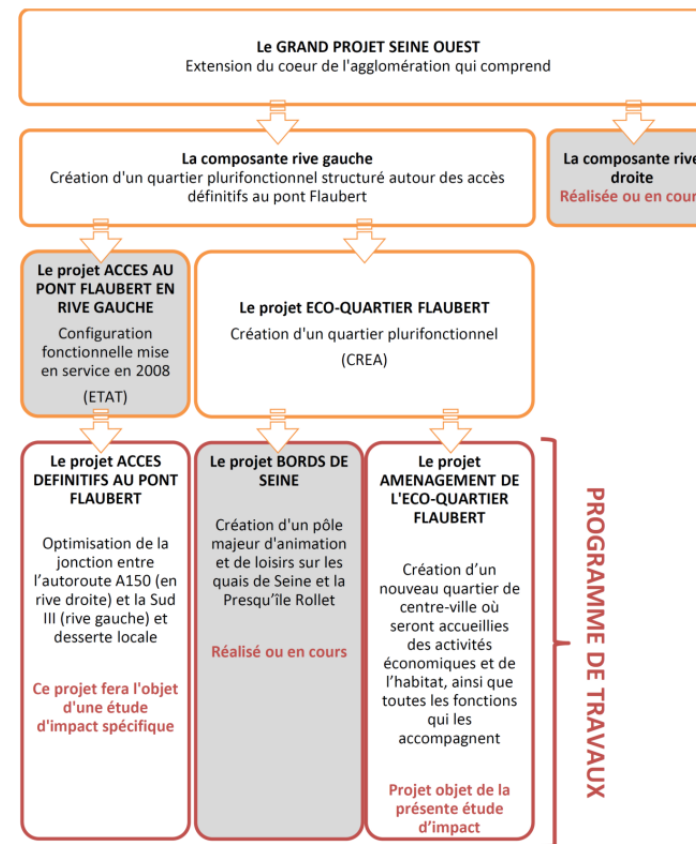 Le GRAND PROJET SEINE OUEST
Extension du coeur de l'agglomération qui comprend
La composante rive gauche
Création d'un quartier plurifonctionnel structuré autour des accès
définitifs au pont Flaubert
La composante rive
droite
Réalisée ou en cour
Le projet ACCES AU
PONT FLAUBERT EN
RIVE GAUCHE
Configuration
fonctionnelle mise
en service en 2008
(ETAT)
Le projet ECO-QUARTIER FLAUBERT
Création d'un quartier plurifonctionnel
(CREA)
Le projet ACCES
DEFINITIFS AU PONT
FLAUBERT
Optimisation de la
jonction entre
l'autoroute A150 (en
rive droite) et la Sud
III (rive gauche) et
desserte locale
Ce projet fera l'objet
d'une étude
d'impact spécifique
Le projet BORDS DE
SEINE
Création d'un pôle
majeur d'animation
et de loisirs sur les
quais de Seine et la
Presqu'île Rollet
Réalisé ou en cours
Le projet
AMENAGEMENT DE
L'ECO-QUARTIER
FLAUBERT
Création d'un
nouveau quartier de
centre-ville où
seront accueillies
des activités
économiques et de
l'habitat, ainsi que
toutes les fonctions
qui les
accompagnent
Projet objet de la
présente étude
d'impact
PROGRAMME DE TRAVAUX